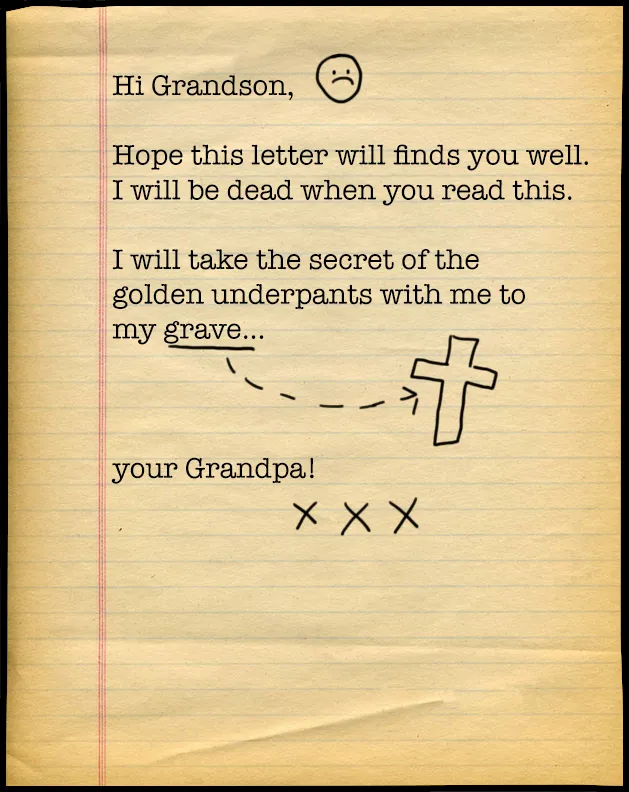 Hi Grandson,
Hope this letter will finds you well.
I will be dead when you read this.
I will take the secret of the
golden underpants with me to
my grave...
your Grandpa!
x x x